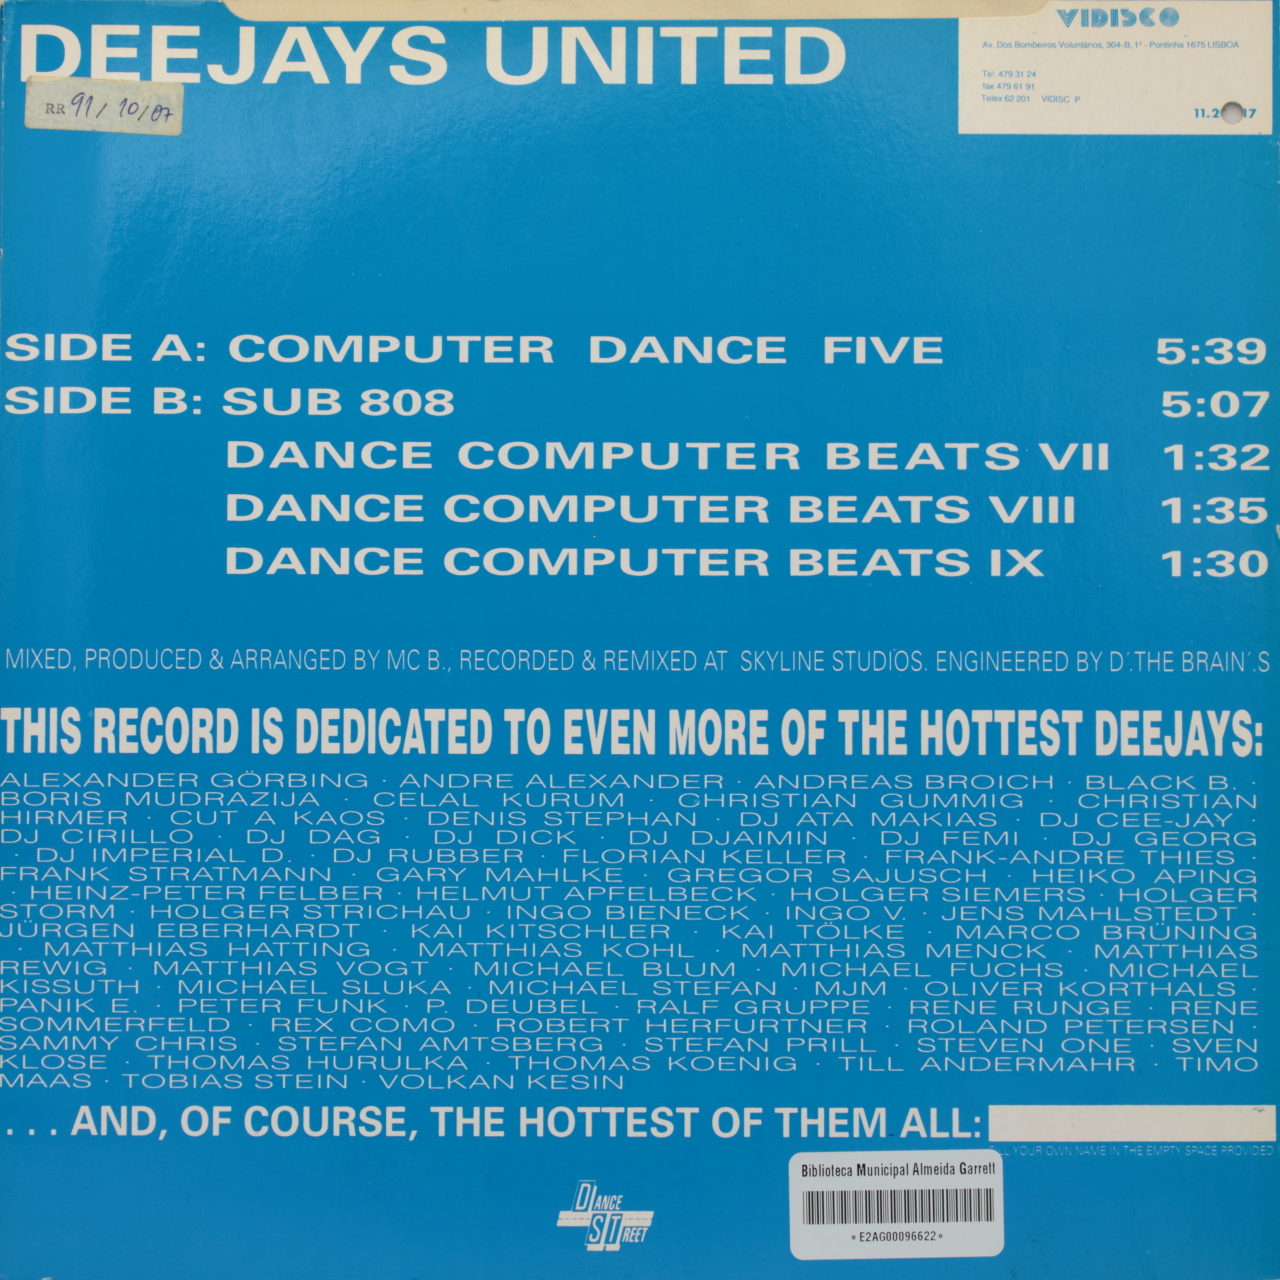 DEEJAYS UNITED
VIDISCO
Av. Dos Bombeiros Voluntários, 304-B, 1º - Pontinha 1675 LISBOA
Tel. 479 31 24
fax 479 61 91
Telex 62 201 VIDISC P
RR 91/10/87
SIDE A: COMPUTER DANCE FIVE 5:39
SIDE B: SUB 808 5:07
DANCE COMPUTER BEATS VII 1:32
DANCE COMPUTER BEATS VIII 1:35
DANCE COMPUTER BEATS IX 1:30
MIXED, PRODUCED & ARRANGED BY MC B., RECORDED & REMIXED AT SKYLINE STUDIOS. ENGINEERED BY D´.THE BRAIN´.S
THIS RECORD IS DEDICATED TO EVEN MORE OF THE HOTTEST DEEJAYS:
ALEXANDER GÖRBING · ANDRE ALEXANDER · ANDREAS BROICH · BLACK B. ·
BORIS MUDRAZIJA · CELAL KURUM · CHRISTIAN GUMMIG · CHRISTIAN
HIRMER · CUT A KAOS · DENIS STEPHAN · DJ ATA MAKIAS · DJ CEE-JAY ·
DJ CIRILLO · DJ DAG · DJ DICK · DJ DJAIMIN · DJ FEMI · DJ GEORG
· DJ IMPERIAL D. · DJ RUBBER · FLORIAN KELLER · FRANK-ANDRE THIES ·
FRANK STRATMANN · GARY MAHLKE · GREGOR SAJUSCH · HEIKO APING
· HEINZ-PETER FELBER · HELMUT APFELBECK · HOLGER SIEMERS · HOLGER
STORM · HOLGER STRICHAU · INGO BIENECK · INGO V. · JENS MAHLSTEDT ·
JÜRGEN EBERHARDT · KAI KITSCHLER · KAI TÖLKE · MARCO BRÜNING
· MATTHIAS HATTING · MATTHIAS KOHL · MATTHIAS MENCK · MATTHIAS
REWIG · MATTHIAS VOGT · MICHAEL BLUM · MICHAEL FUCHS · MICHAEL
KISSUTH · MICHAEL SLUKA · MICHAEL STEFAN · MJM · OLIVER KORTHALS ·
PANIK E. · PETER FUNK · P. DEUBEL · RALF GRUPPE · RENE RUNGE · RENE
SOMMERFELD · REX COMO · ROBERT HERFURTNER · ROLAND PETERSEN ·
SAMMY CHRIS · STEFAN AMTSBERG · STEFAN PRILL · STEVEN ONE · SVEN
KLOSE · THOMAS HURULKA · THOMAS KOENIG · TILL ANDERMAHR · TIMO
MAAS · TOBIAS STEIN · VOLKAN KESIN
. . . AND, OF COURSE, THE HOTTEST OF THEM ALL:
YOUR OWN NAME IN THE EMPTY SPACE PROVIDED
Biblioteca Municipal Almeida Garrett
*E2AG00096622*
DANCE
STREET